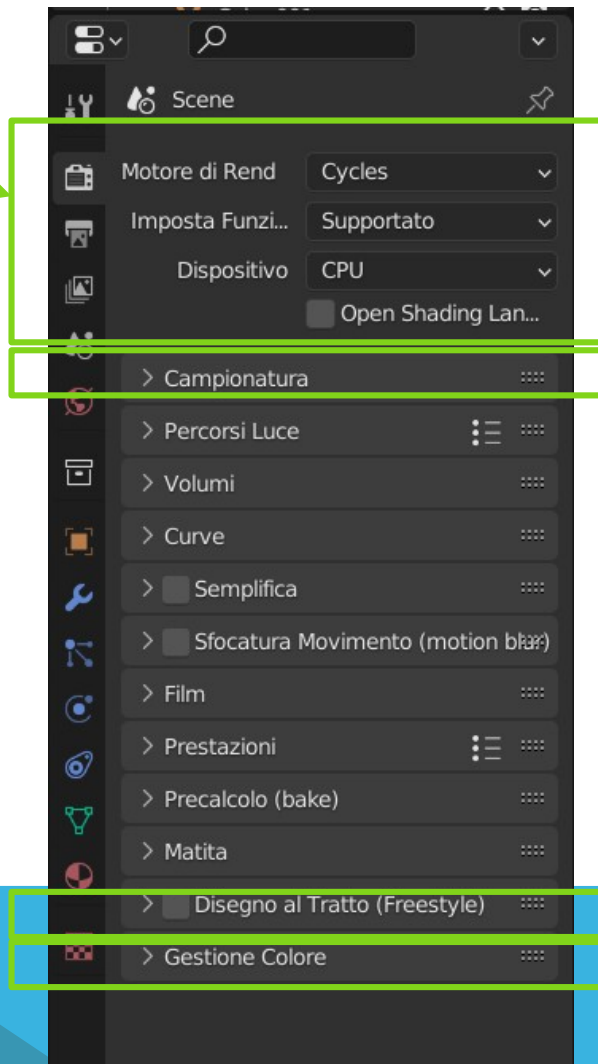 Scene
Motore di Rend Cycles
Imposta Funzi... Supportato
Dispositivo CPU
Open Shading Lan...
Campionatura
Percorsi Luce
Volumi
Curve
Semplifica
Sfocatura Movimento (motion blur)
Film
Prestazioni
Precalcolo (bake)
Matita
Disegno al Tratto (Freestyle)
Gestione Colore